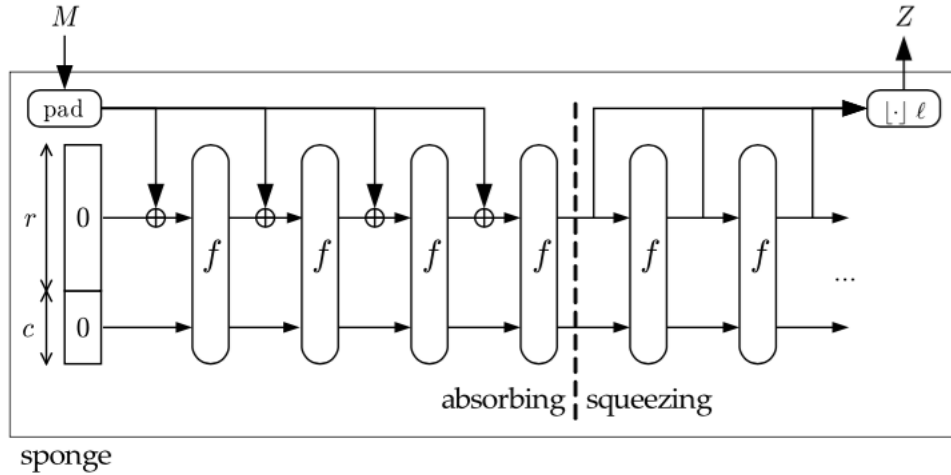 M Z
pad ⌊·⌋ ℓ
r 0 f f f f f f
...
c 0
absorbing squeezing
sponge